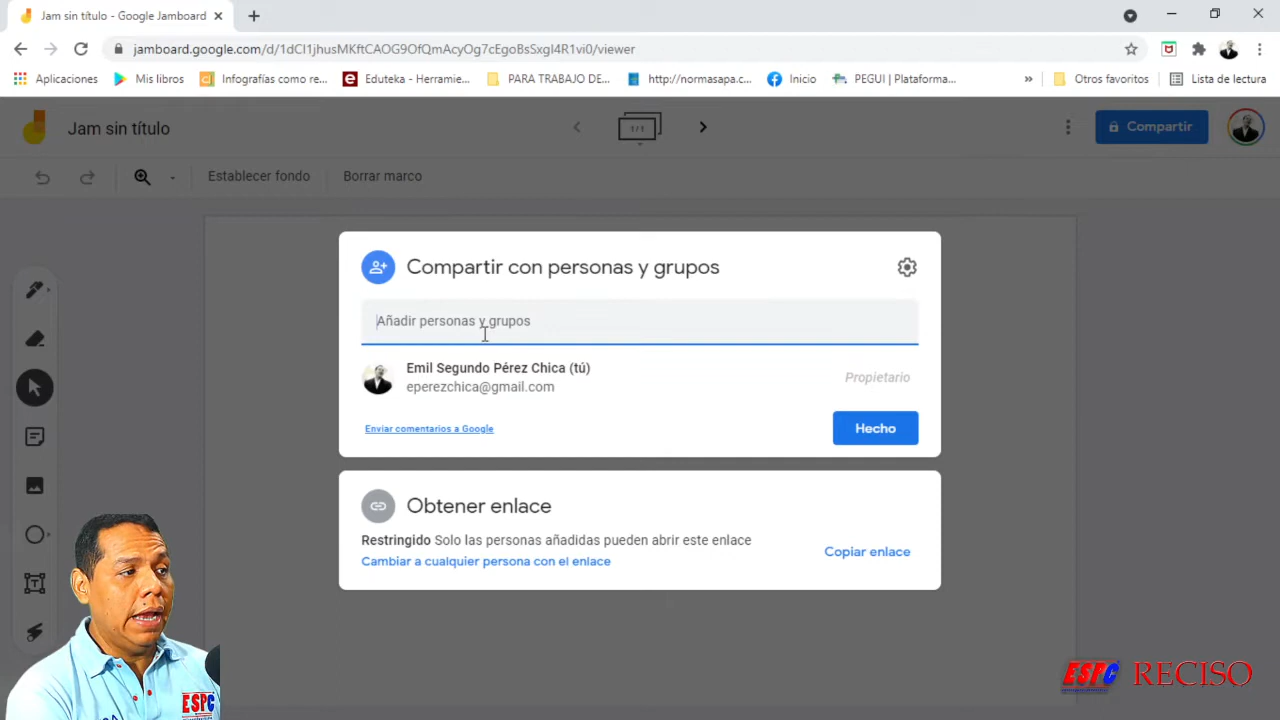 Jam sin título - Google Jamboard
jamboard.google.com/d/1dCI1jhusMKftCAOG9OfQmAcyOg7cEgoBsSxgl4R1vi0/viewer
Aplicaciones Mis libros Infografías como re... Eduteka - Herramie... PARA TRABAJO DE... http://normasapa.c... Inicio PEGUI | Plataforma... » Otros favoritos Lista de lectura
Jam sin título 1/1 Compartir
Establecer fondo Borrar marco
Compartir con personas y grupos
Añadir personas y grupos
Emil Segundo Pérez Chica (tú)
eperezchica@gmail.com
Propietario
Enviar comentarios a Google
Hecho
Obtener enlace
Restringido Solo las personas añadidas pueden abrir este enlace
Cambiar a cualquier persona con el enlace
Copiar enlace
ESPC RECISO
ESPC